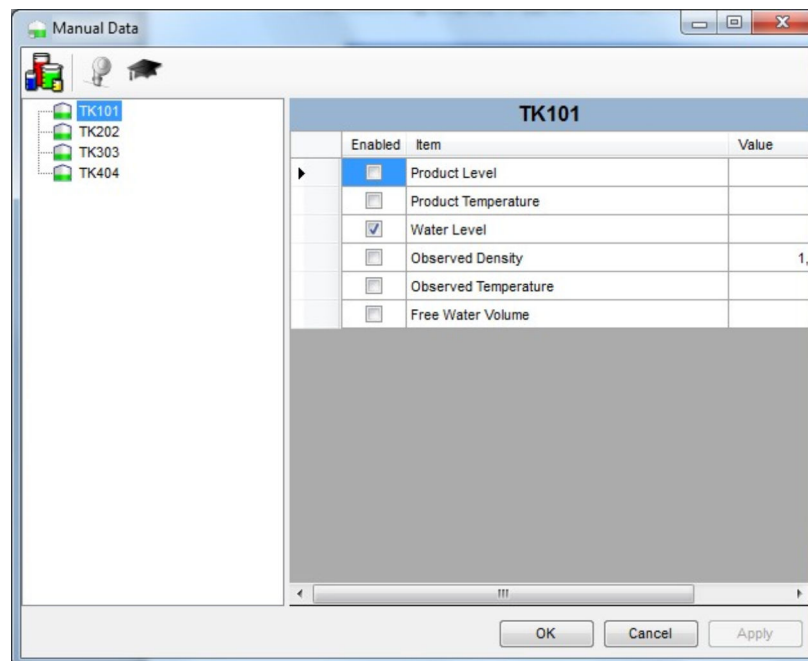 Manual Data
TK101
TK202
TK303
TK404
TK101
Enabled Item Value
Product Level
Product Temperature
Water Level
Observed Density 1,
Observed Temperature
Free Water Volume
OK Cancel Apply